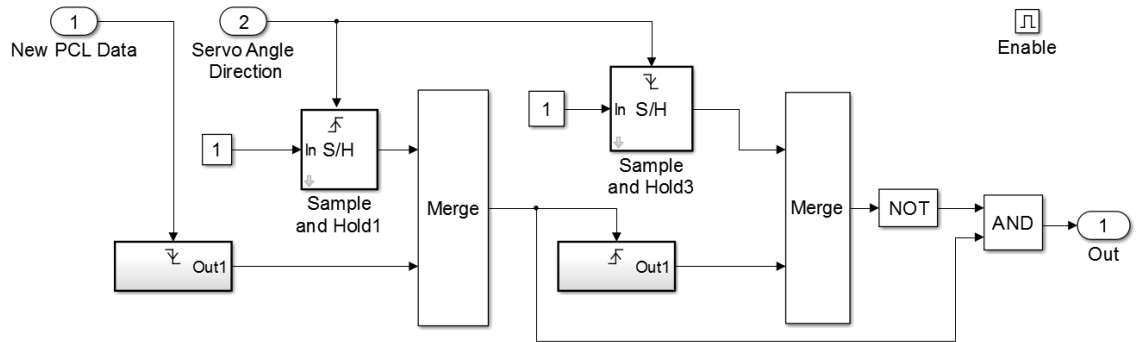 1
New PCL Data
2
Servo Angle
Direction
Enable
1
In S/H
Sample
and Hold1
Merge
1
In S/H
Sample
and Hold3
Merge
NOT
AND
1
Out
Out1
Out1